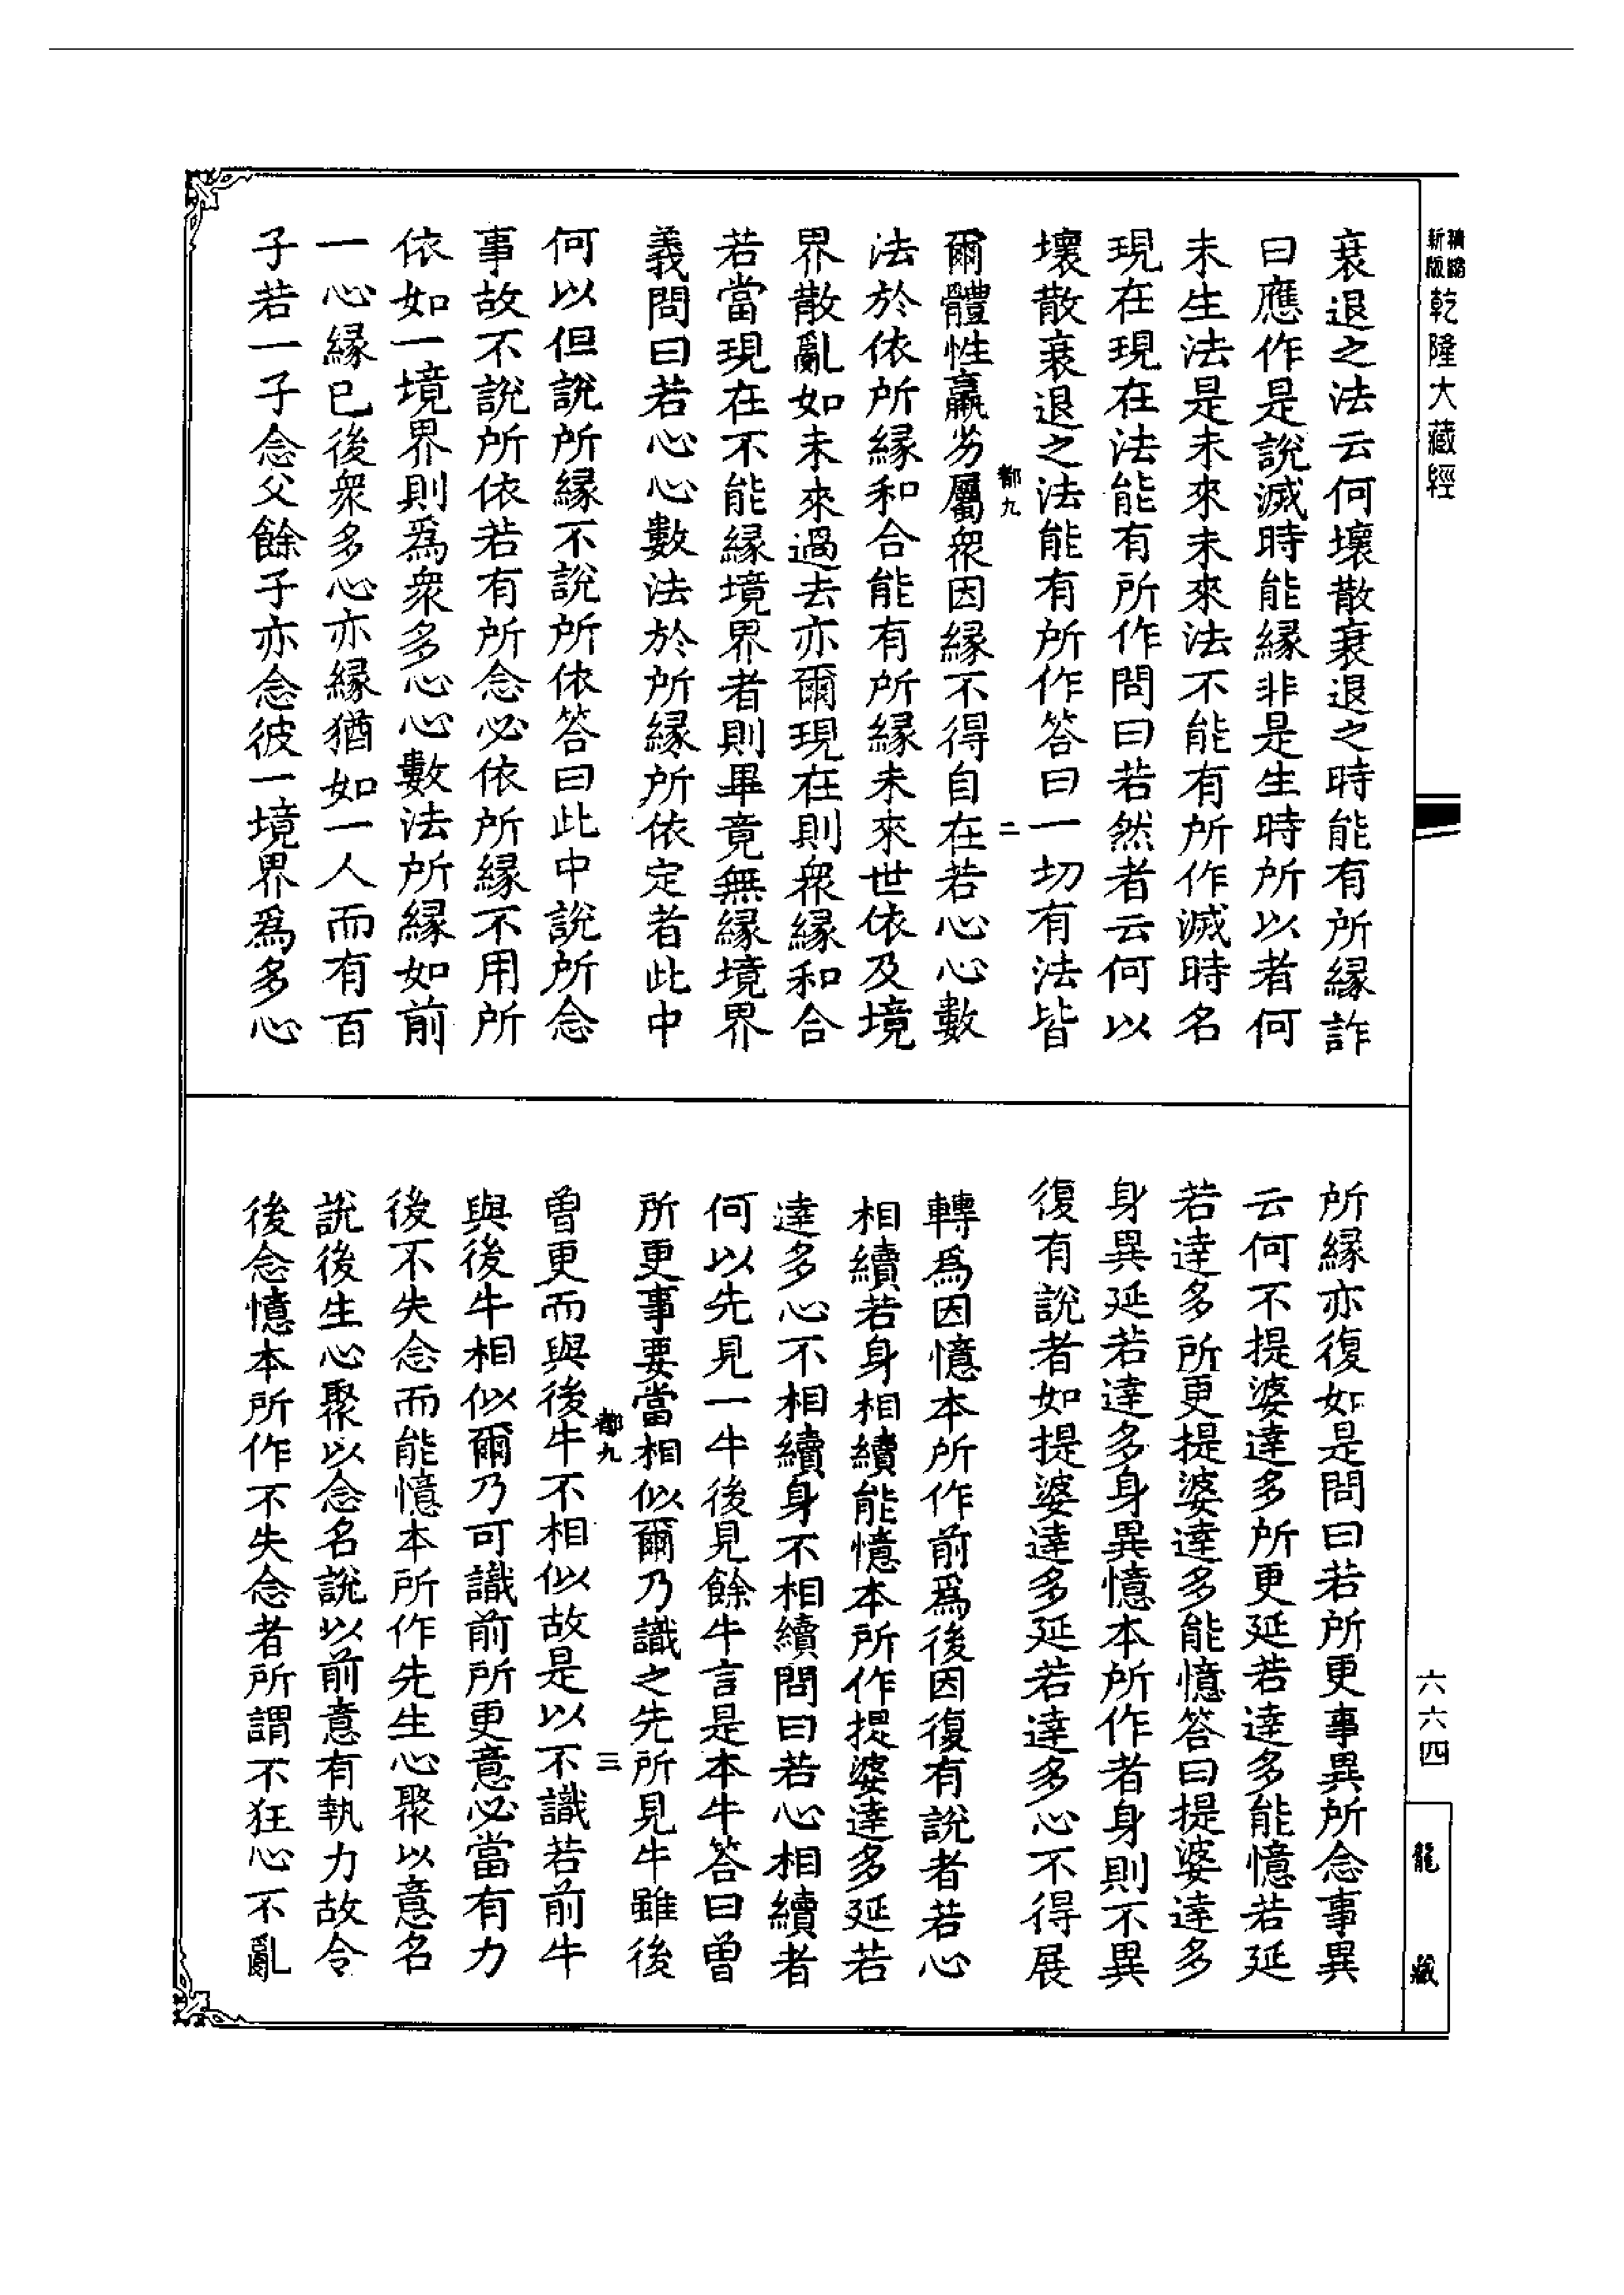 精縮
新版
乾隆大藏經
衰退之法云何壞散衰退之時能有所縁詐
曰應作是說滅時能縁非是生時所以者何
未生法是未來未來法不能有所作滅時名
現在現在法能有所作問曰若然者云何以
壞散衰退之法能有所作答曰一切有法皆
都九
二
爾體性羸劣屬衆因縁不得自在若心心數
法於依所縁和合能有所縁未來世依及境
界散亂如未來過去亦爾現在則衆縁和合
若當現在不能縁境界者則畢竟無縁境界
義問曰若心心數法於所縁所依定者此中
何以但說所縁不說所依答曰此中說所念
事故不說所依若有所念必依所縁不用所
依如一境界則爲衆多心心數法所縁如前
一心縁已後衆多心亦縁猶如一人而有百
子若一子念父餘子亦念彼一境界爲多心
所縁亦復如是問曰若所更事異所念事異
云何不提婆達多所更延若達多能憶若延
若達多所更提婆達多能憶答曰提婆達多
身異延若達多身異憶本所作者身則不異
復有說者如提婆達多延若達多心不得展
轉爲因憶本所作前爲後因復有說者若心
相續若身相續能憶本所作提婆達多延若
達多心不相續身不相續問曰若心相續者
何以先見一牛後見餘牛言是本牛答曰曾
所更事要當相似爾乃識之先所見牛雖後
都九
三
曾更而與後牛不相似故是以不識若前牛
與後牛相似爾乃可識前所更意必當有力
後不失念而能憶本所作先生心聚以意名
說後生心聚以念名說以前意有執力故令
後念憶本所作不失念者所謂不狂心不亂
六六四
龍藏